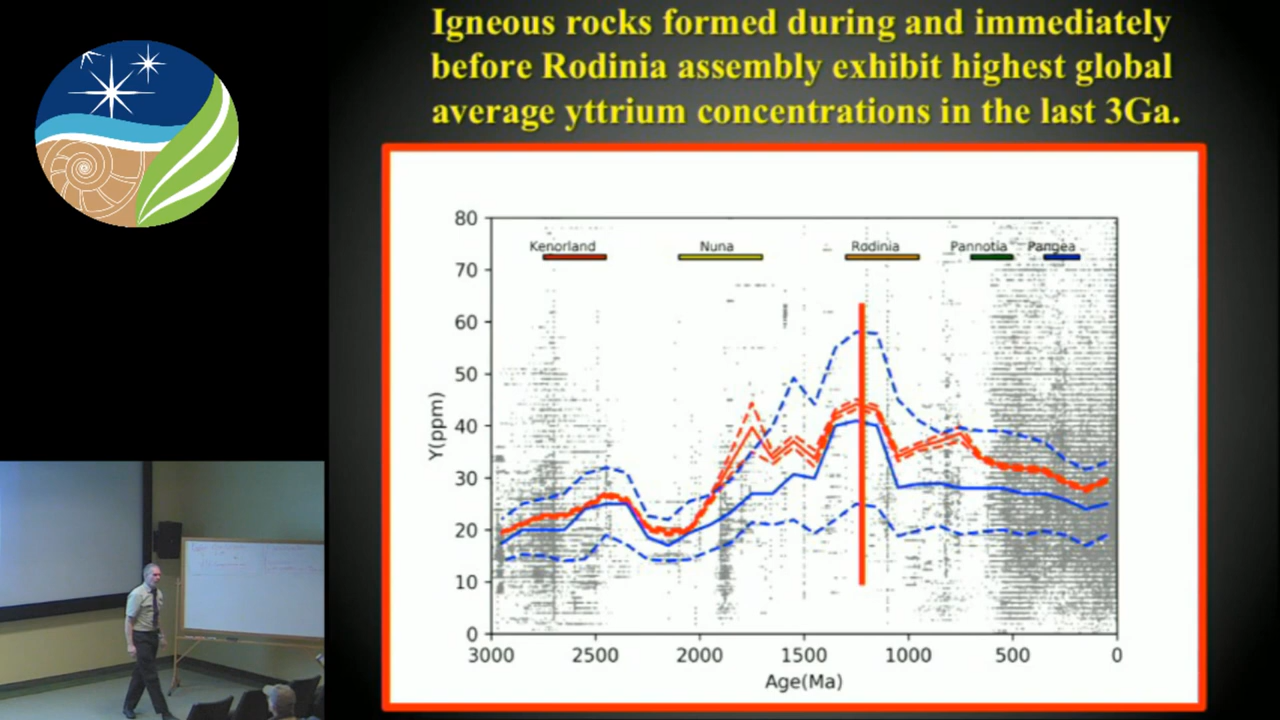 Igneous rocks formed during and immediately
before Rodinia assembly exhibit highest global
average yttrium concentrations in the last 3Ga.
80
Kenorland Nuna Rodinia Pannotia Pangea
70
60
50
40
30
20
10
0
Y(ppm)
3000 2500 2000 1500 1000 500 0
Age(Ma)